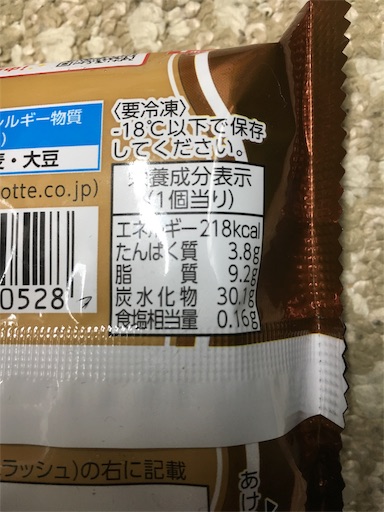 〈要冷凍〉
-18℃以下で保存
してください。
ルギー物質
麦・大豆
otte.co.jp)
栄養成分表示
(1個当り)
エネルギー218kcal
たんぱく質 3.8g
脂 質 9.2g
炭水化物 30.1g
食塩相当量 0.16g
0528
ラッシュ)の右に記載
あけ